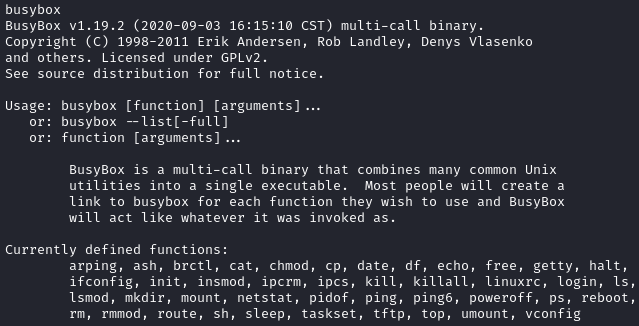 busybox
BusyBox v1.19.2 (2020-09-03 16:15:10 CST) multi-call binary.
Copyright (C) 1998-2011 Erik Andersen, Rob Landley, Denys Vlasenko
and others. Licensed under GPLv2.
See source distribution for full notice.
Usage: busybox [function] [arguments]...
or: busybox --list[-full]
or: function [arguments]...
BusyBox is a multi-call binary that combines many common Unix
utilities into a single executable.  Most people will create a
link to busybox for each function they wish to use and BusyBox
will act like whatever it was invoked as.
Currently defined functions:
arping, ash, brctl, cat, chmod, cp, date, df, echo, free, getty, halt,
ifconfig, init, insmod, ipcrm, ipcs, kill, killall, linuxrc, login, ls,
lsmod, mkdir, mount, netstat, pidof, ping, ping6, poweroff, ps, reboot,
rm, rmmod, route, sh, sleep, taskset, tftp, top, umount, vconfig